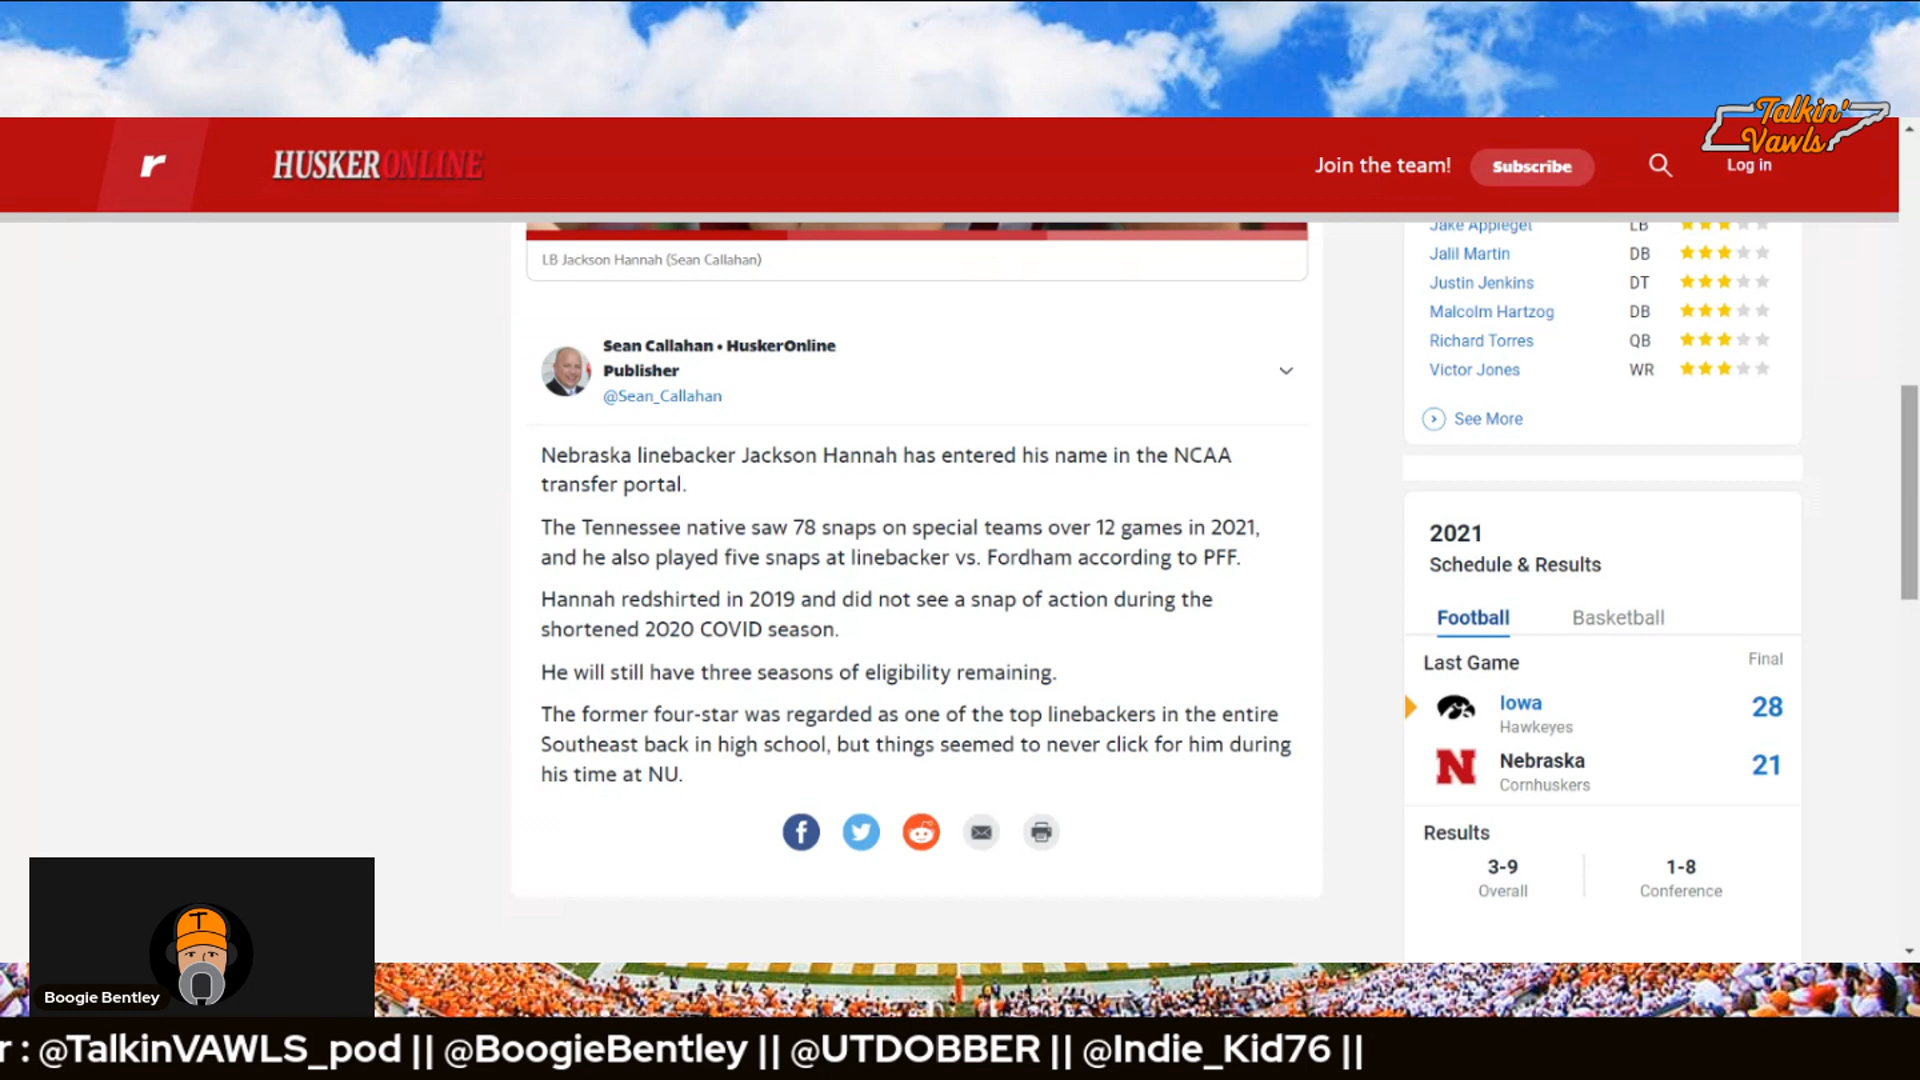 Talkin'
Vawls
r HUSKERONLINE Join the team! Subscribe Log in
LB Jackson Hannah (Sean Callahan)
Sean Callahan • HuskerOnline
Publisher
@Sean_Callahan
Nebraska linebacker Jackson Hannah has entered his name in the NCAA
transfer portal.
The Tennessee native saw 78 snaps on special teams over 12 games in 2021,
and he also played five snaps at linebacker vs. Fordham according to PFF.
Hannah redshirted in 2019 and did not see a snap of action during the
shortened 2020 COVID season.
He will still have three seasons of eligibility remaining.
The former four-star was regarded as one of the top linebackers in the entire
Southeast back in high school, but things seemed to never click for him during
his time at NU.
Jake Appleget LB
Jalil Martin DB
Justin Jenkins DT
Malcolm Hartzog DB
Richard Torres QB
Victor Jones WR
See More
2021
Schedule & Results
Football Basketball
Last Game Final
Iowa 28
Hawkeyes
N Nebraska 21
Cornhuskers
Results
3-9 1-8
Overall Conference
T
Boogie Bentley
r : @TalkinVAWLS_pod || @BoogieBentley || @UTDOBBER || @Indie_Kid76 ||